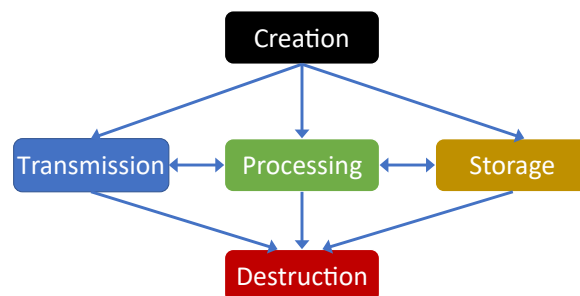 Creation
Transmission
Processing
Storage
Destruction